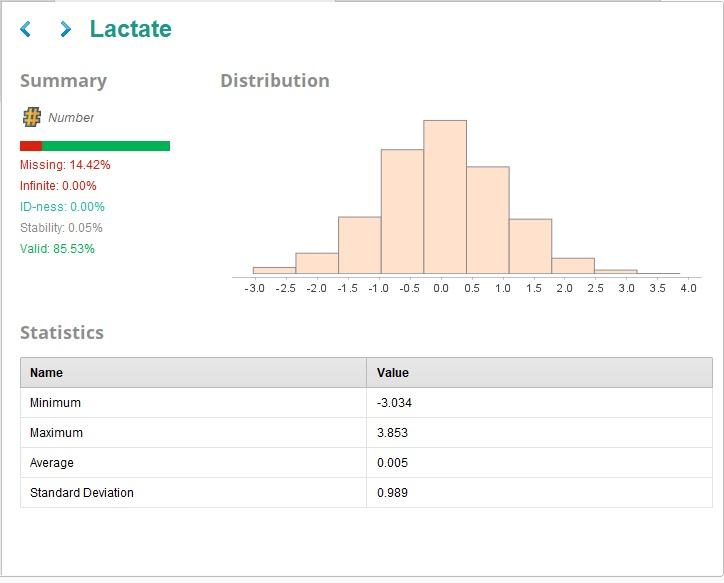 Lactate
Summary
Distribution
# Number
Missing: 14.42%
Infinite: 0.00%
ID-ness: 0.00%
Stability: 0.05%
Valid: 85.53%
-3.0 -2.5 -2.0 -1.5 -1.0 -0.5 0.0 0.5 1.0 1.5 2.0 2.5 3.0 3.5 4.0
Statistics
Name Value
Minimum -3.034
Maximum 3.853
Average 0.005
Standard Deviation 0.989